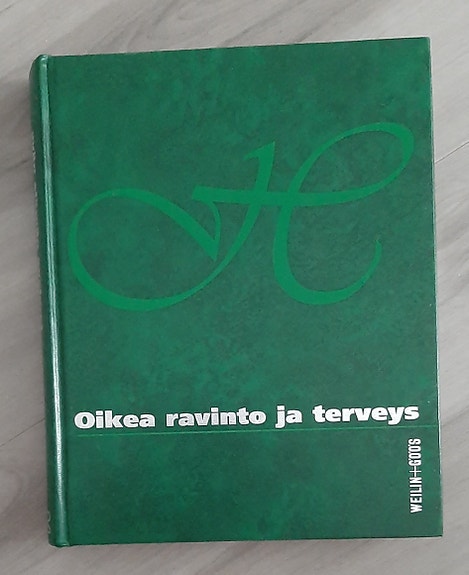 H
Oikea ravinto ja terveys
WEILIN+GÖÖS